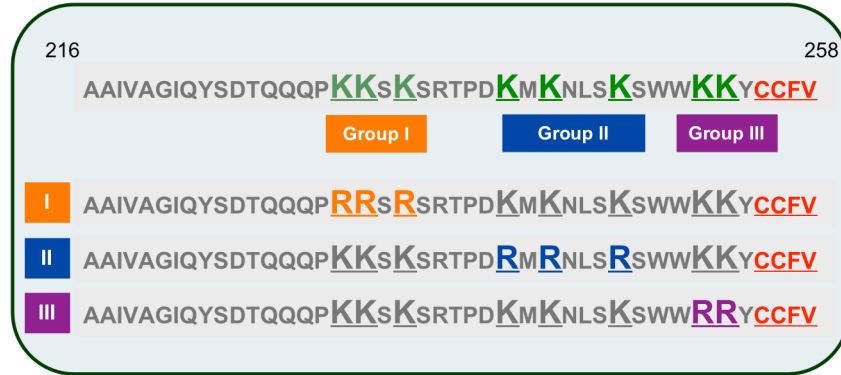 216 258
AAIVAGIQYSDTQQQPKKSKSRTPDKMKNLSKSWWKKYCCFV
Group I Group II Group III
I AAIVAGIQYSDTQQQPRRSRSRTPDKMKNLSKSWWKKYCCFV
II AAIVAGIQYSDTQQQPKKSKSRTPDRMRNLSRSWWKKYCCFV
III AAIVAGIQYSDTQQQPKKSKSRTPDKMKNLSKSWWRRYCCFV